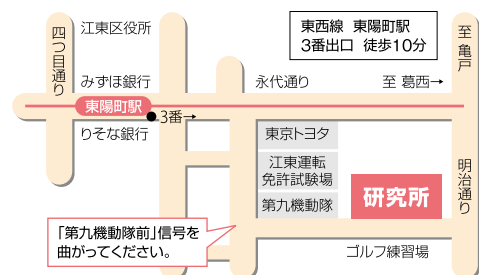 東西線 東陽町駅
3番出口 徒歩10分
至 亀戸
江東区役所
四つ目通り
みずほ銀行
永代通り
至 葛西→
東陽町駅
3番→
りそな銀行
東京トヨタ
江東運転
免許試験場
第九機動隊
研究所
明治通り
「第九機動隊前」信号を
曲がってください。
ゴルフ練習場